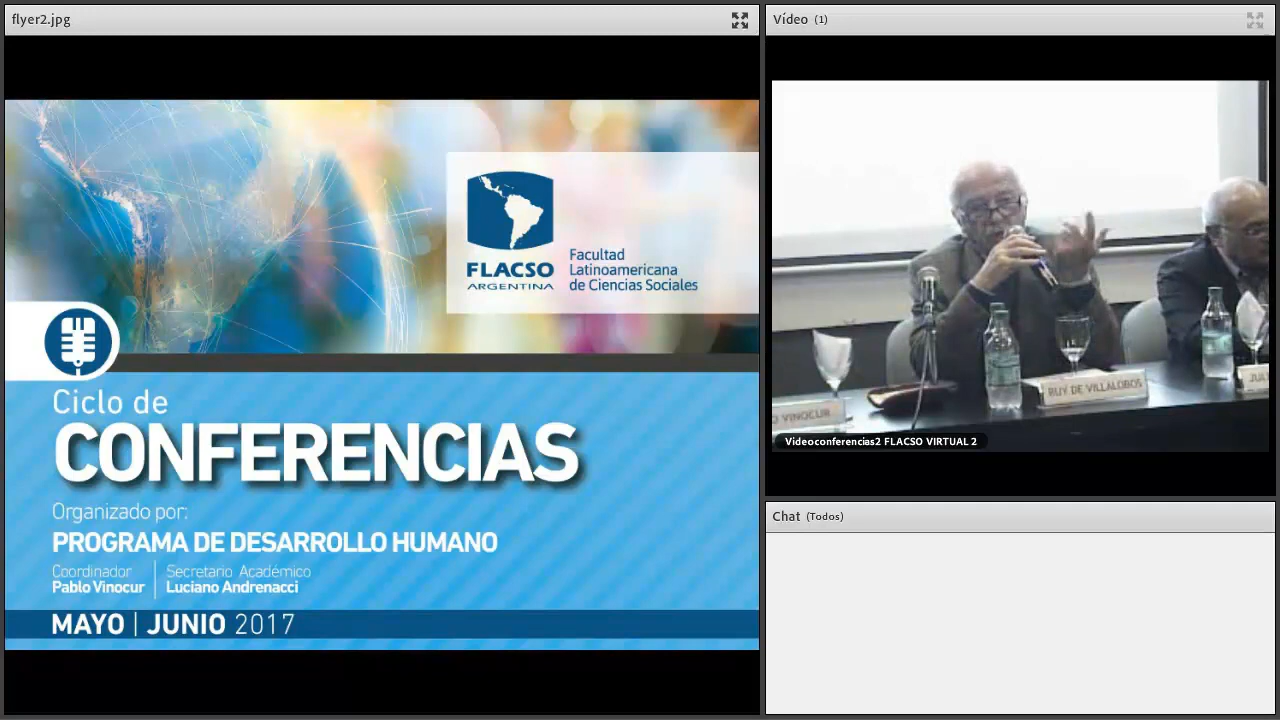 flyer2.jpg
FLACSO
ARGENTINA
Facultad
Latinoamericana
de Ciencias Sociales
Ciclo de
CONFERENCIAS
Organizado por:
PROGRAMA DE DESARROLLO HUMANO
Coordinador
Pablo Vinocur
Secretario Académico
Luciano Andrenacci
MAYO | JUNIO 2017
Vídeo (1)
O VINOCUR
RUY DE VILLALOBOS
JUL
Videoconferencias2 FLACSO VIRTUAL 2
Chat (Todos)